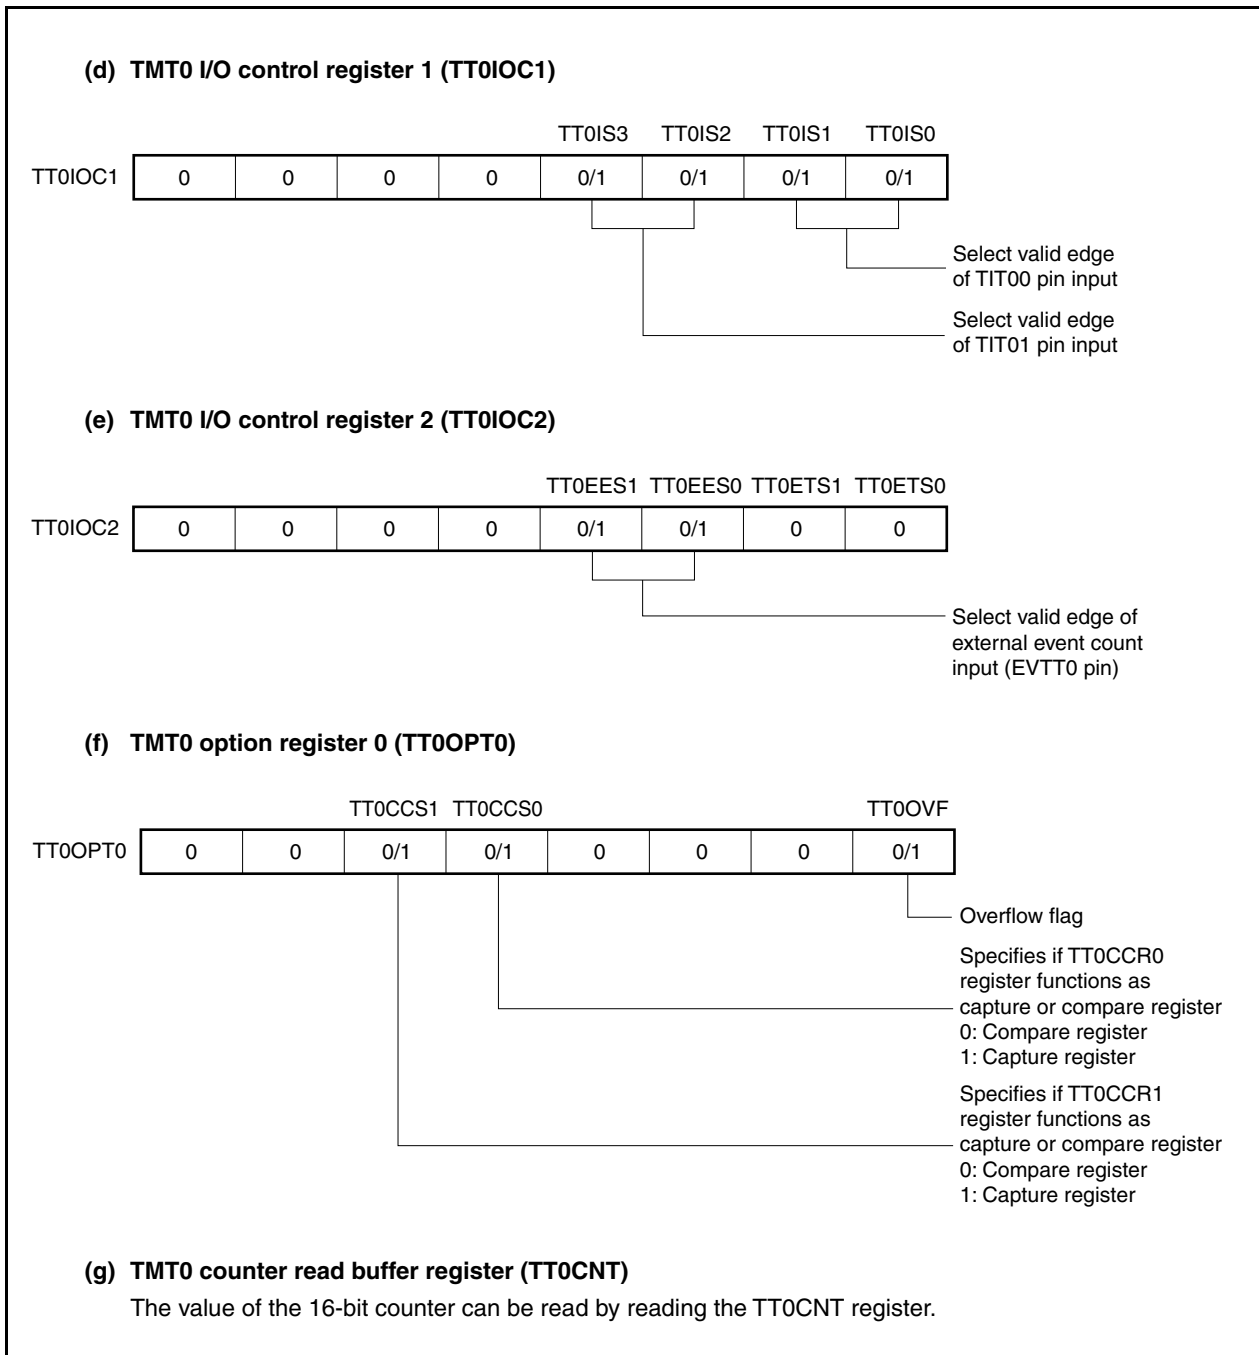 (d) TMT0 I/O control register 1 (TT0IOC1)
TT0IS3 TT0IS2 TT0IS1 TT0IS0
TT0IOC1 0 0 0 0 0/1 0/1 0/1 0/1
Select valid edge
of TIT00 pin input
Select valid edge
of TIT01 pin input
(e) TMT0 I/O control register 2 (TT0IOC2)
TT0EES1 TT0EES0 TT0ETS1 TT0ETS0
TT0IOC2 0 0 0 0 0/1 0/1 0 0
Select valid edge of
external event count
input (EVTT0 pin)
(f) TMT0 option register 0 (TT0OPT0)
TT0CCS1 TT0CCS0 TT0OVF
TT0OPT0 0 0 0/1 0/1 0 0 0 0/1
Overflow flag
Specifies if TT0CCR0
register functions as
capture or compare register
0: Compare register
1: Capture register
Specifies if TT0CCR1
register functions as
capture or compare register
0: Compare register
1: Capture register
(g) TMT0 counter read buffer register (TT0CNT)
The value of the 16-bit counter can be read by reading the TT0CNT register.